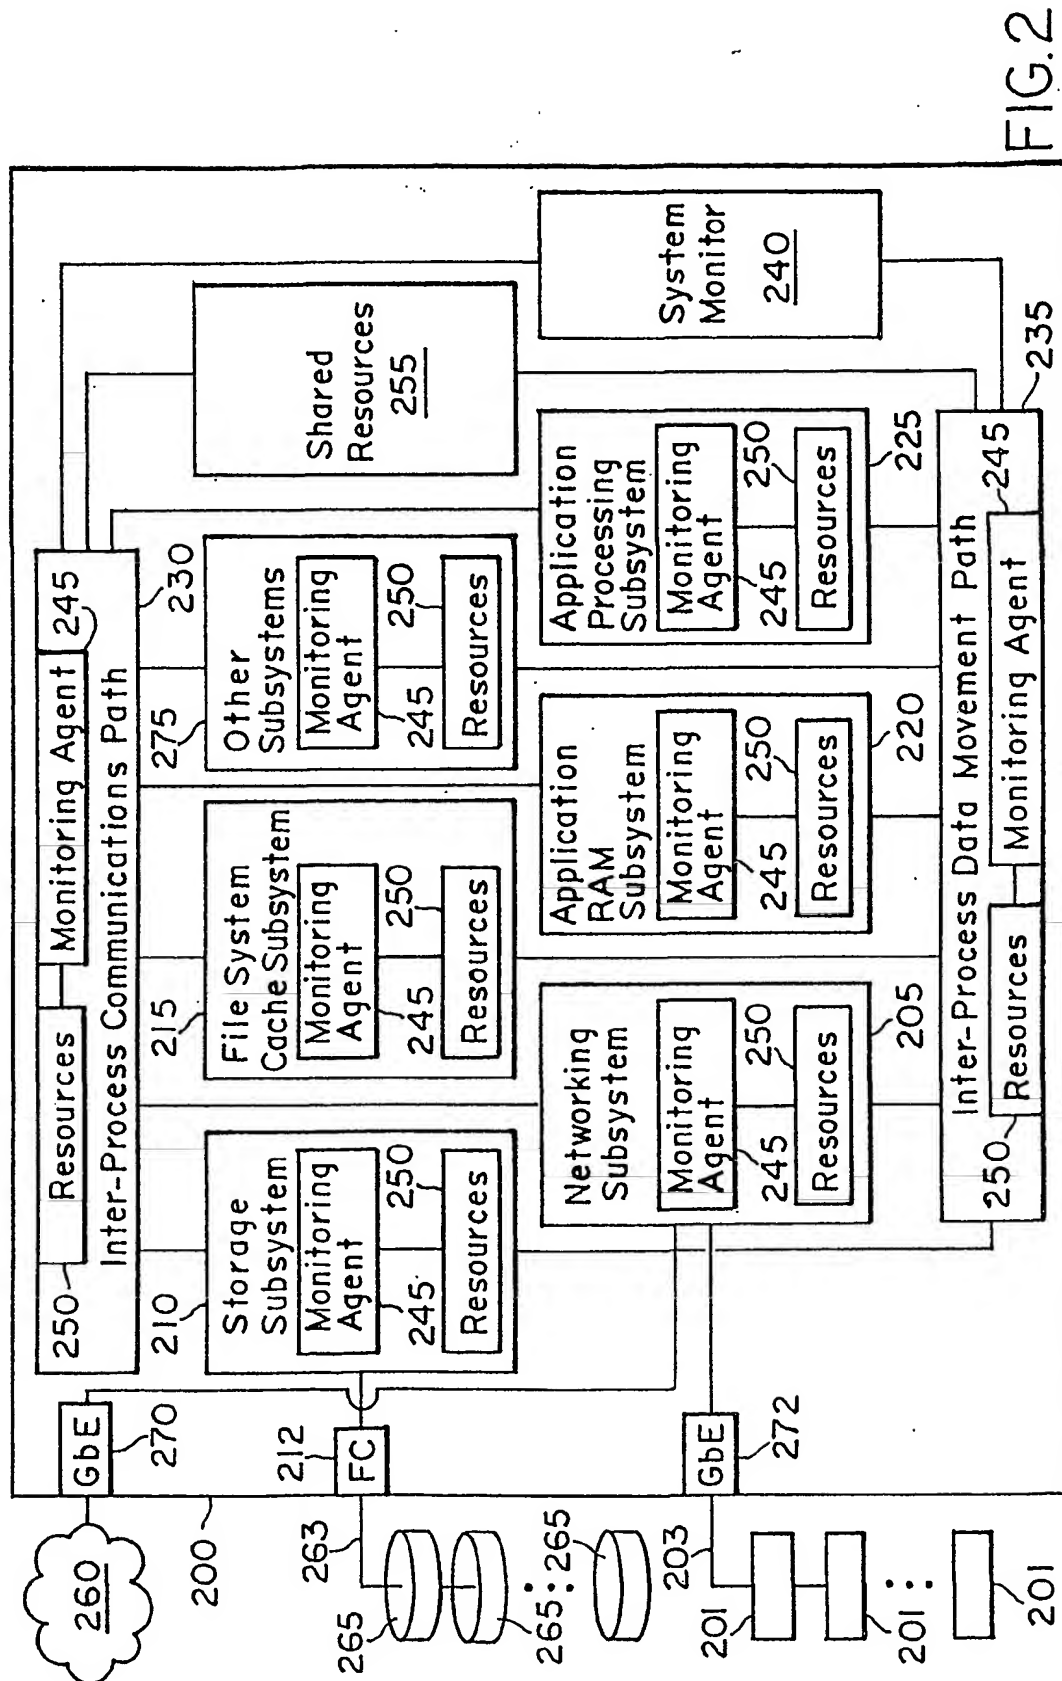 260
GbE
270
200
250
Resources
Monitoring Agent
245
Inter-Process Communications Path
230
210
215
275
Storage
Subsystem
Monitoring
Agent
245
250
Resources
File System
Cache Subsystem
Monitoring
Agent
245
250
Resources
Other
Subsystems
Monitoring
Agent
245
250
Resources
Shared
Resources
255
212
FC
263
265
265
265
Networking
Subsystem
Monitoring
Agent
245
250
Resources
205
Application
RAM
Subsystem
Monitoring
Agent
245
250
Resources
220
Application
Processing
Subsystem
Monitoring
Agent
245
250
Resources
225
System
Monitor
240
GbE
272
203
201
201
201
Inter-Process Data Movement Path
235
250
Resources
Monitoring Agent
245
FIG.2